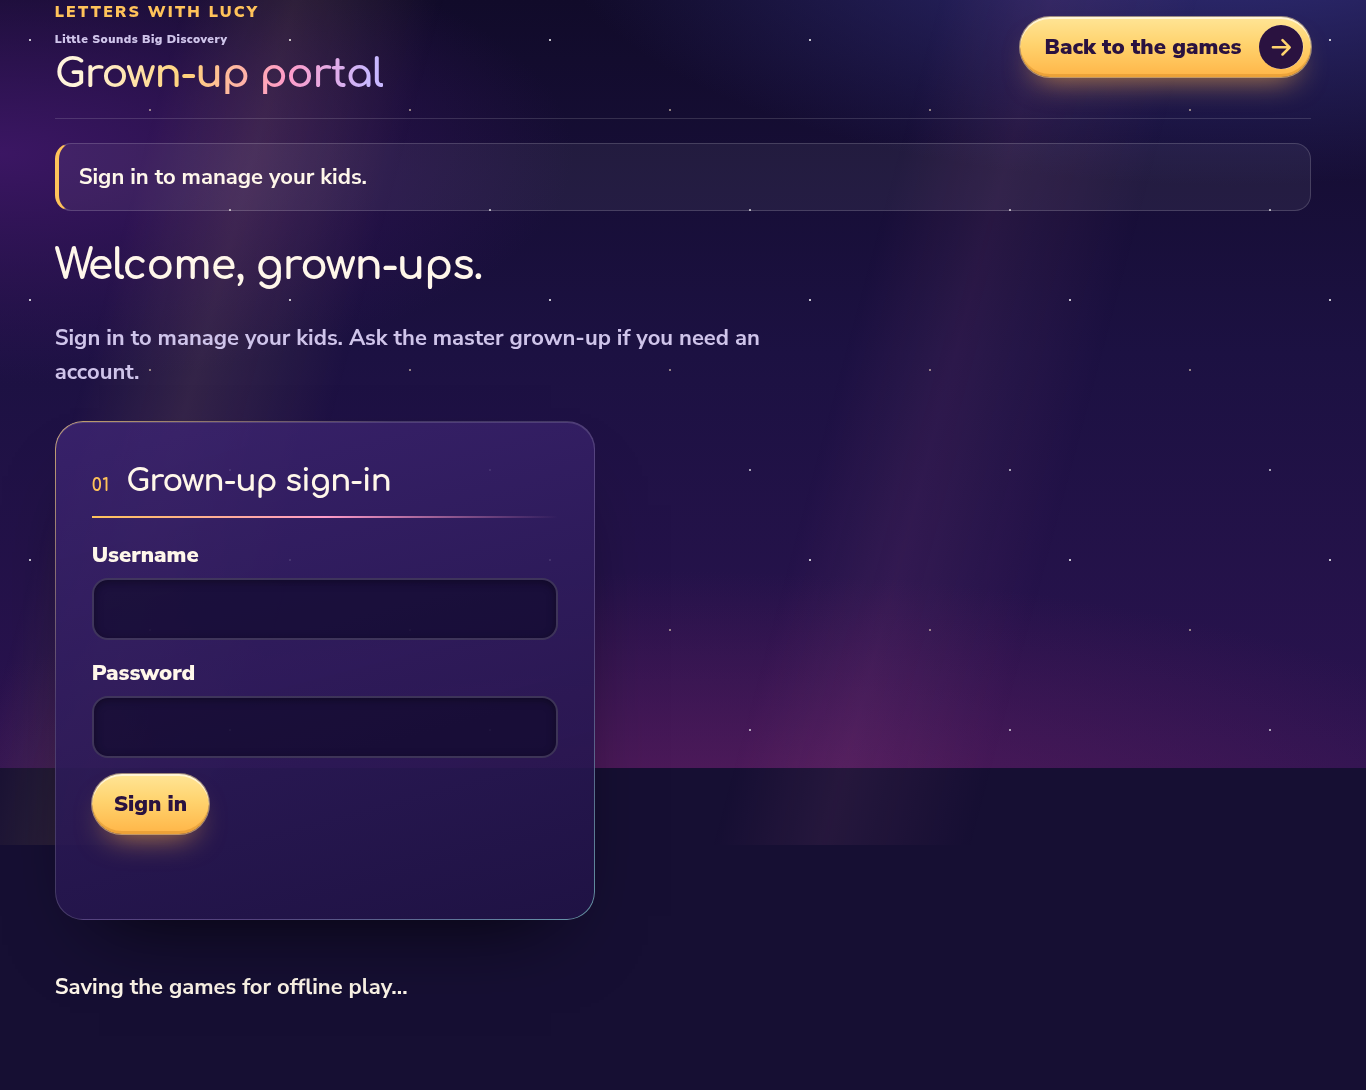 LETTERS WITH LUCY
Little Sounds Big Discovery
Grown-up portal
Back to the games
Sign in to manage your kids.
Welcome, grown-ups.
Sign in to manage your kids. Ask the master grown-up if you need an
account.
01 Grown-up sign-in
Username
Password
Sign in
Saving the games for offline play...